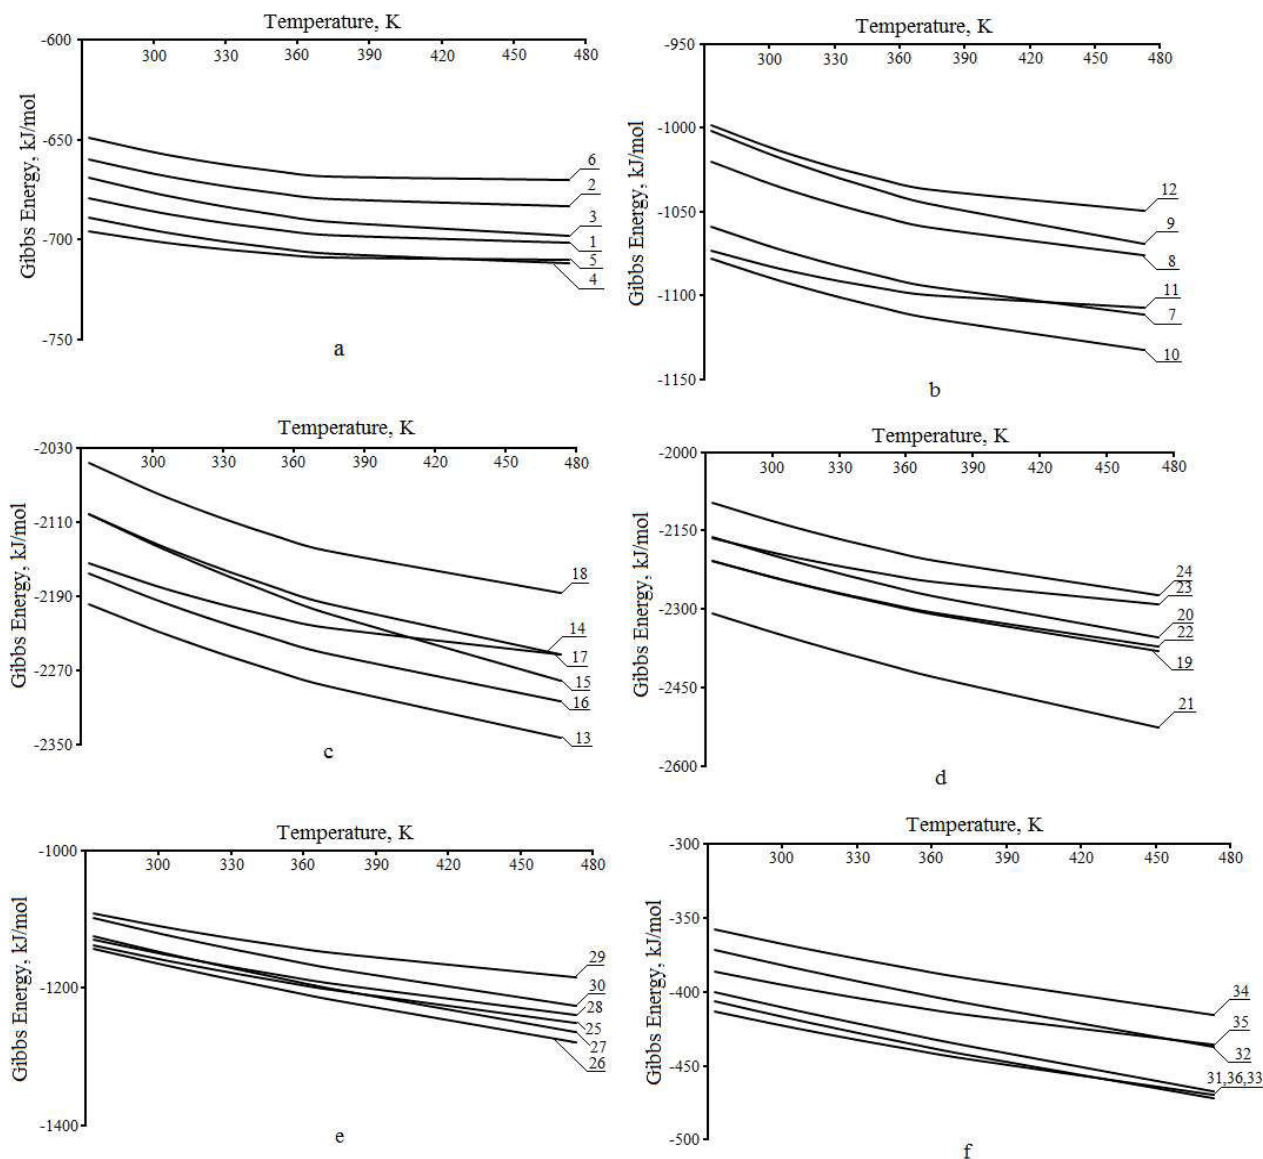 Temperature, K
-600
300 330 360 390 420 450 480
-650
-700
-750
Gibbs Energy, kJ/mol
6
2
3
1
5
4
a
Temperature, K
-950
300 330 360 390 420 450 480
-1000
-1050
-1100
-1150
Gibbs Energy, kJ/mol
12
9
8
11
7
10
b
Temperature, K
-2030
300 330 360 390 420 450 480
-2110
-2190
-2270
-2350
Gibbs Energy, kJ/mol
18
14
17
15
16
13
c
Temperature, K
-2000
300 330 360 390 420 450 480
-2150
-2300
-2450
-2600
Gibbs Energy, kJ/mol
24
23
20
22
19
21
d
Temperature, K
-1000
300 330 360 390 420 450 480
-1200
-1400
Gibbs Energy, kJ/mol
29
30
28
25
27
26
e
Temperature, K
-300
300 330 360 390 420 450 480
-350
-400
-450
-500
Gibbs Energy, kJ/mol
34
35
32
31,36,33
f